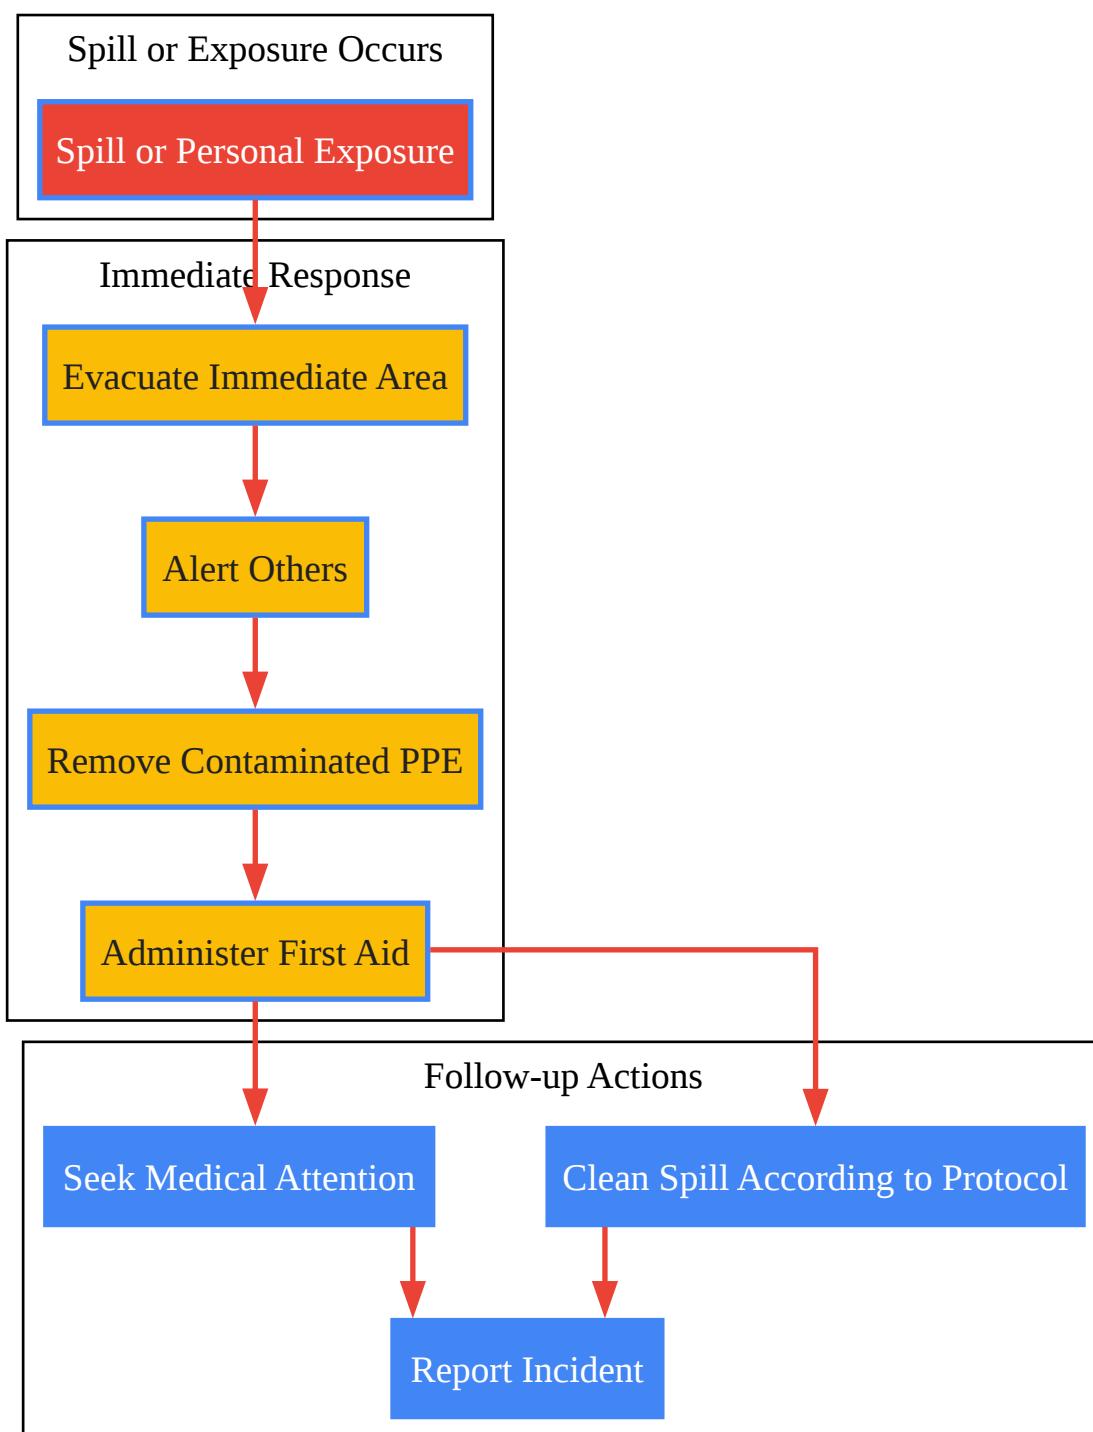 Spill or Exposure Occurs
Spill or Personal Exposure
Immediate Response
Evacuate Immediate Area
Alert Others
Remove Contaminated PPE
Administer First Aid
Follow-up Actions
Seek Medical Attention
Clean Spill According to Protocol
Report Incident